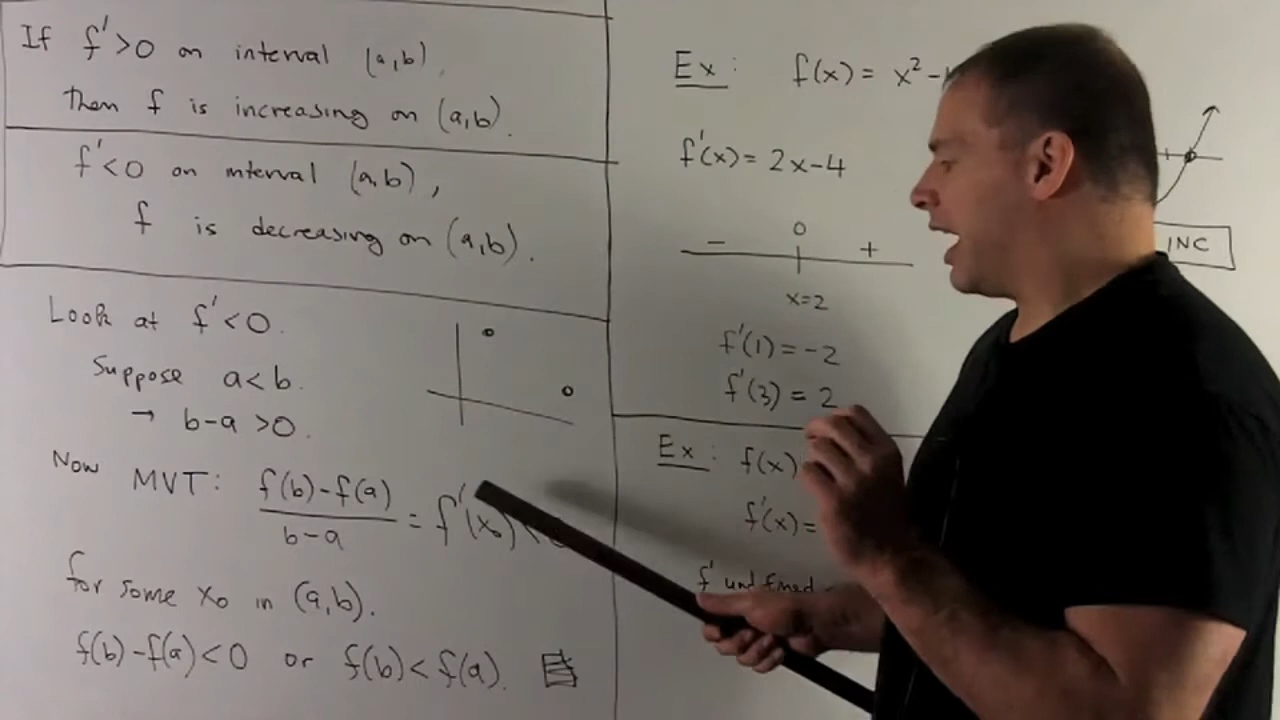 If f'>0 on interval (a,b),
then f is increasing on (a,b).
f'<0 on interval (a,b),
f is decreasing on (a,b).
Look at f'<0.
Suppose a<b.
→ b-a >0.
Now MVT: f(b)-f(a)
b-a
= f'(x₀) <
for some x₀ in (a,b).
f(b)-f(a)<0 or f(b)<f(a).
Ex: f(x)= x²-
f'(x)= 2x-4
- 0 +
x=2
f'(1)=-2
f'(3)=2
INC
Ex: f(x)
f'(x)=
f' undefined